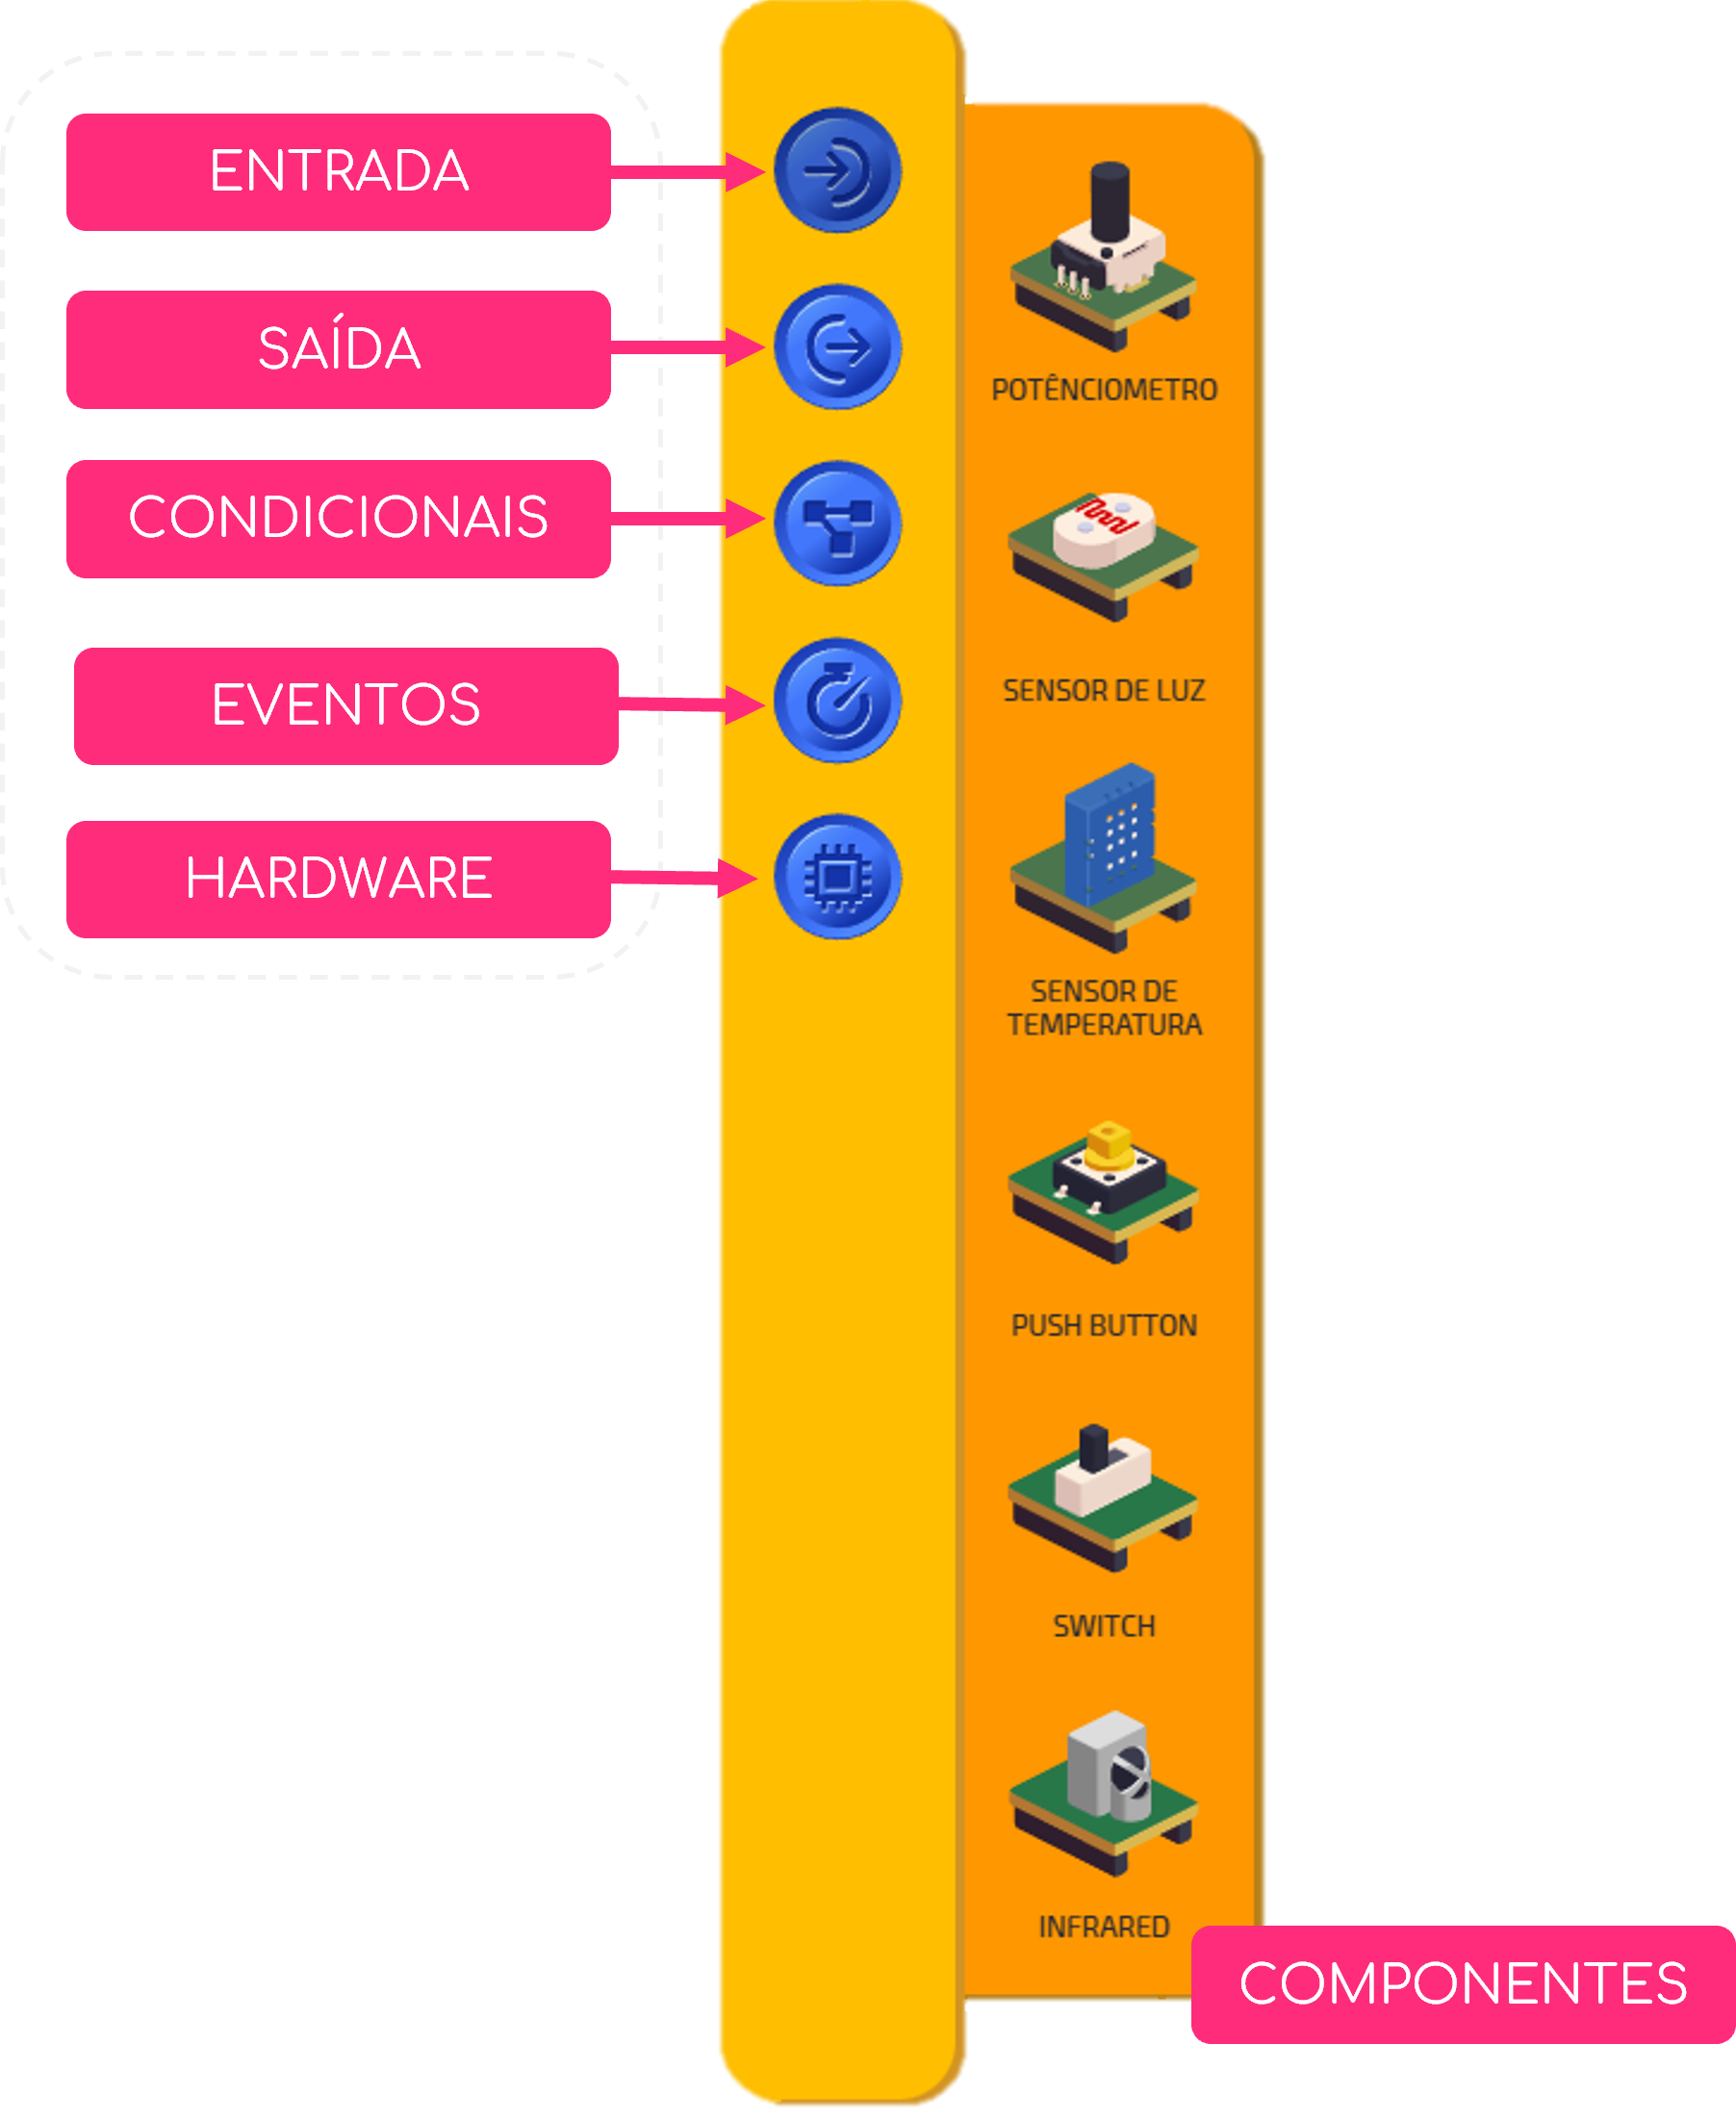 ENTRADA
SAÍDA
CONDICIONAIS
EVENTOS
HARDWARE
POTÊNCIOMETRO
SENSOR DE LUZ
SENSOR DE
TEMPERATURA
PUSH BUTTON
SWITCH
INFRARED
COMPONENTES